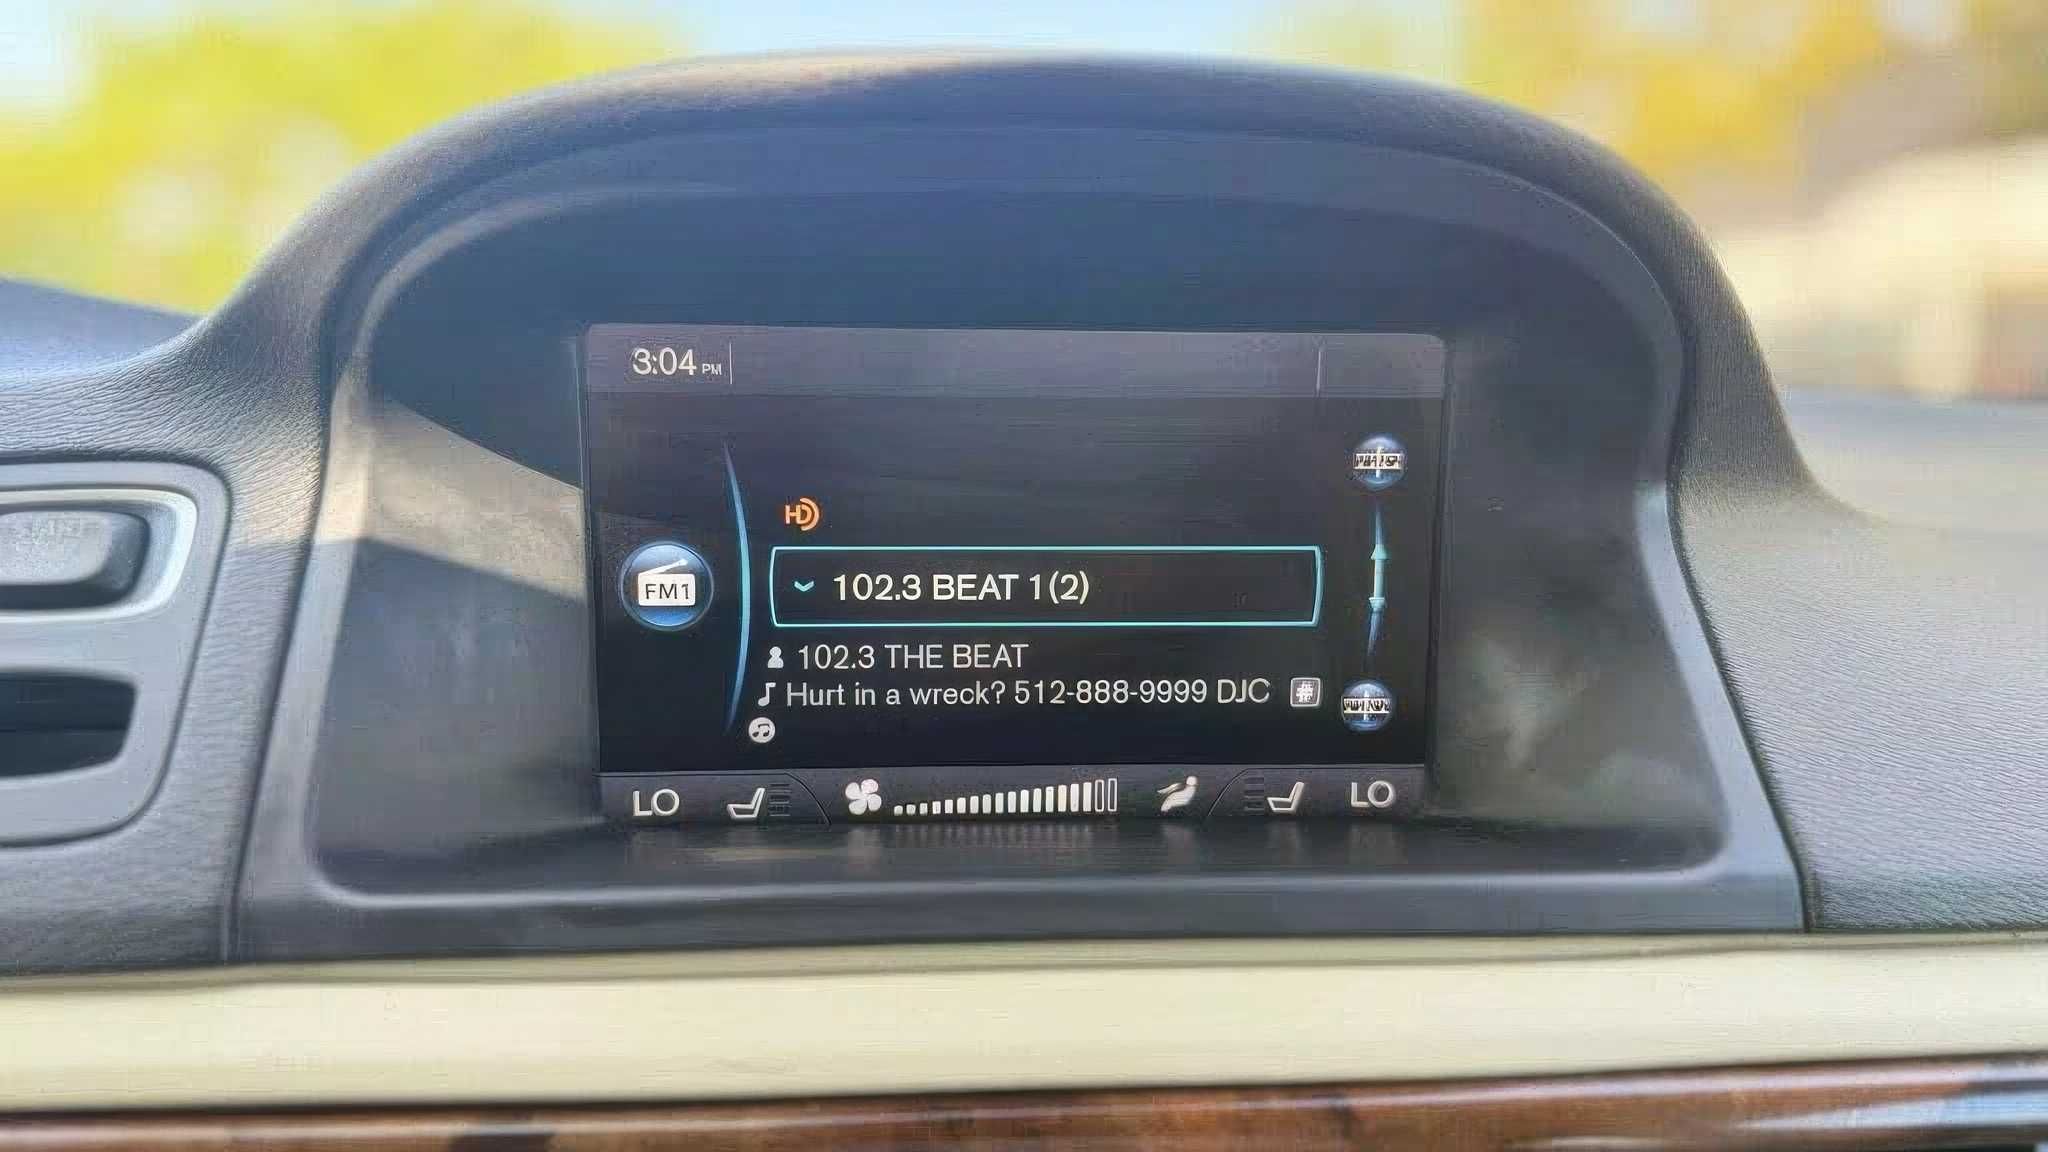 3:04 PM
HD
102.3 BEAT 1(2)
FM1
102.3 THE BEAT
Hurt in a wreck? 512-888-9999 DJC #
LO LO